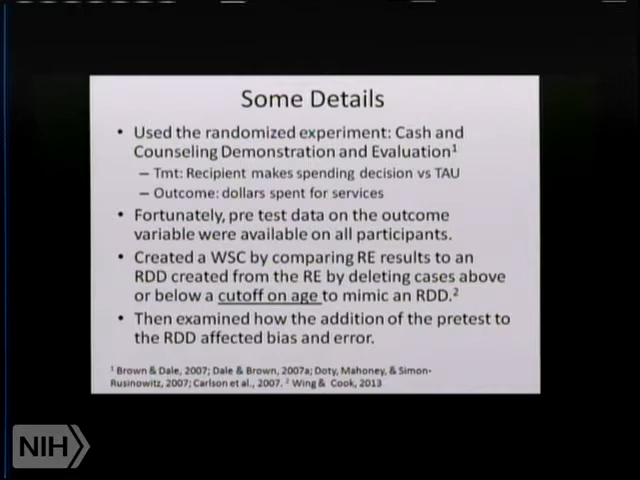 Some Details
• Used the randomized experiment: Cash and
Counseling Demonstration and Evaluation1
– Tmt: Recipient makes spending decision vs TAU
– Outcome: dollars spent for services
• Fortunately, pre test data on the outcome
variable were available on all participants.
• Created a WSC by comparing RE results to an
RDD created from the RE by deleting cases above
or below a cutoff on age to mimic an RDD.2
• Then examined how the addition of the pretest to
the RDD affected bias and error.
1 Brown & Dale, 2007; Dale & Brown, 2007a; Doty, Mahoney, & Simon-
Rusinowitz, 2007; Carlson et al., 2007. 2 Wing & Cook, 2013
NIH